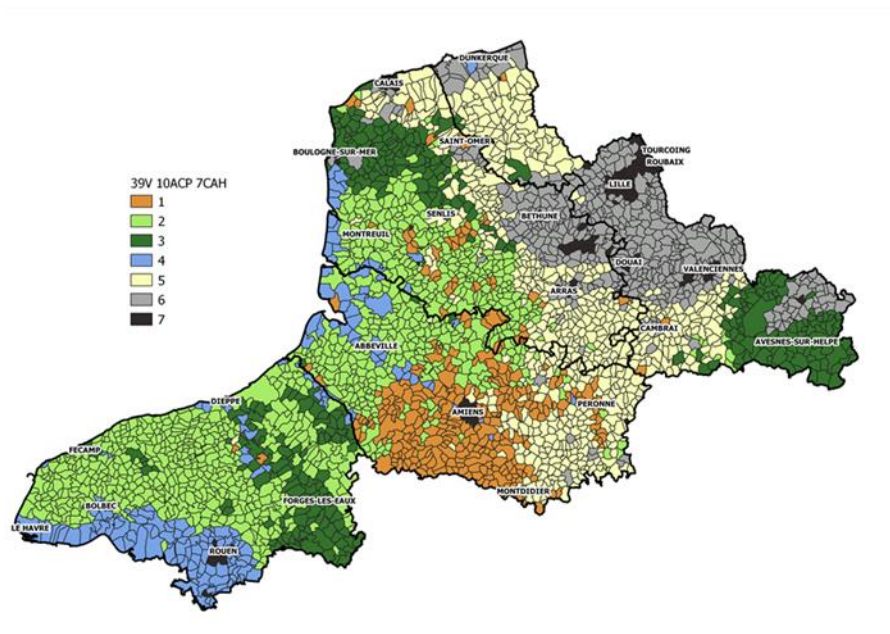 DUNKERQUE
CALAIS
SAINT-OMER
TOURCOING
BOULOGNE-SUR-MER
ROUBAIX
LILLE
39V 10ACP 7CAH
1
2
3
4
5
6
7
SENLIS
BETHUNE
MONTREUIL
DOUAI
VALENCIENNES
ARRAS
CAMBRAI
ABBEVILLE
AVESNES-SUR-HELPE
DIEPPE
AMIENS
PERONNE
FECAMP
MONTDIDIER
FORGES-LES-EAUX
BOLBEC
LE HAVRE
ROUEN